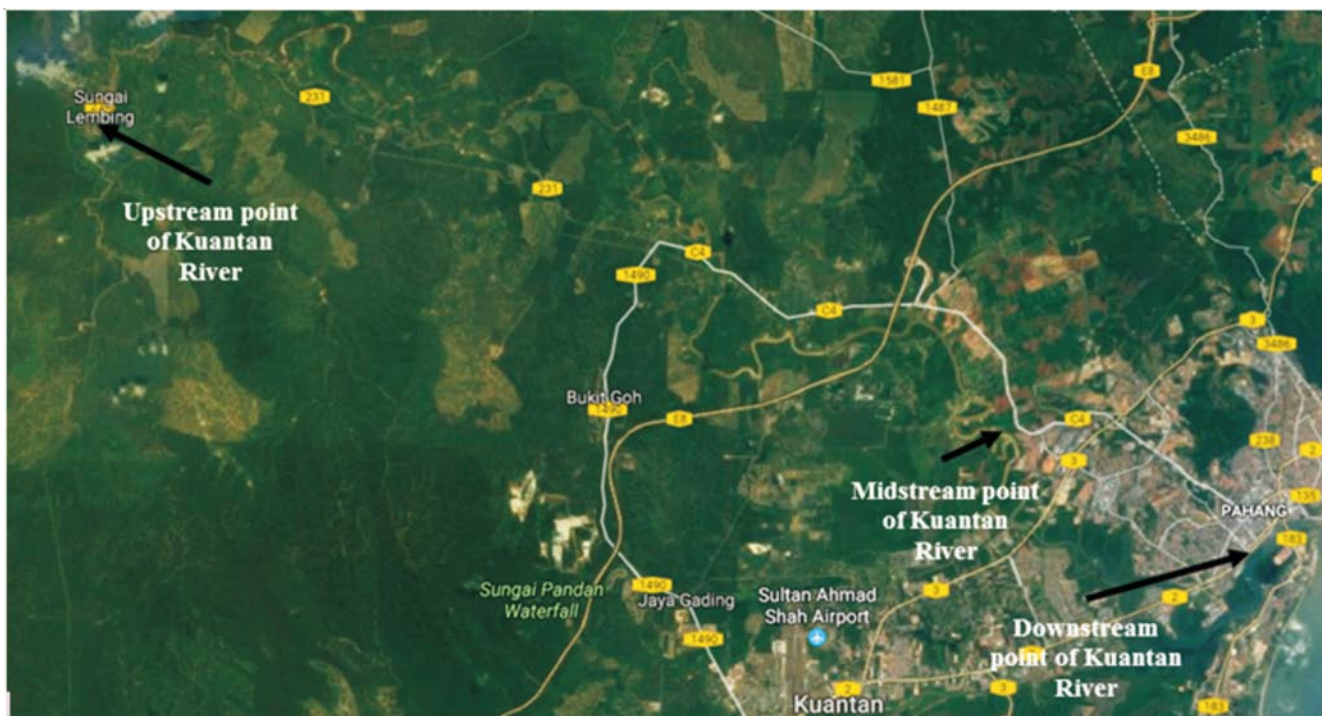 1581
E8
1487
Sungai
Lembing
231
3486
231
Upstream point
of Kuantan
River
C4
1490
C4
3
3486
Bukit Goh
1490
E8
C4
238
2
3
Midstream point
of Kuantan
River
135
PAHANG
183
Sungai Pandan
Waterfall
1490
Jaya Gading
Sultan Ahmad
Shah Airport
3
2
1490
Downstream
point of Kuantan
River
2
3
Kuantan
183